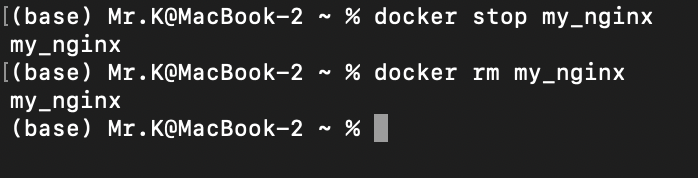 [(base) Mr.K@MacBook-2 ~ % docker stop my_nginx
my_nginx
[(base) Mr.K@MacBook-2 ~ % docker rm my_nginx
my_nginx
(base) Mr.K@MacBook-2 ~ %